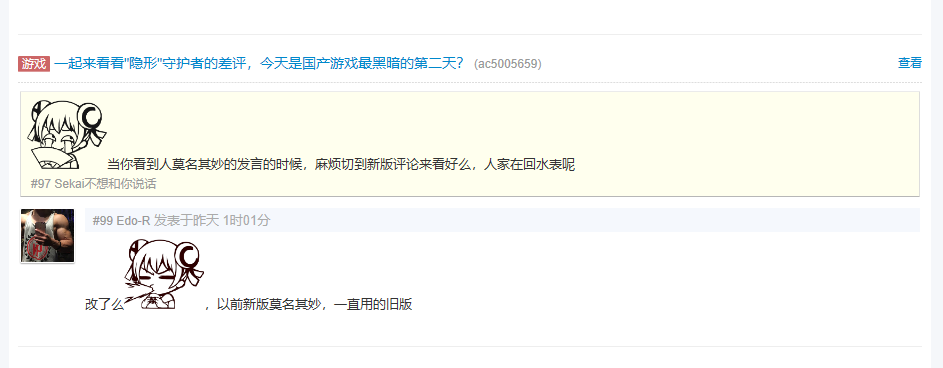 游戏 一起来看看"隐形"守护者的差评，今天是国产游戏最黑暗的第二天？ (ac5005659) 查看
当你看到人莫名其妙的发言的时候，麻烦切到新版评论来看好么，人家在回水表呢
#97 Sekai不想和你说话
#99 Edo-R 发表于昨天 1时01分
改了么，以前新版莫名其妙，一直用的旧版